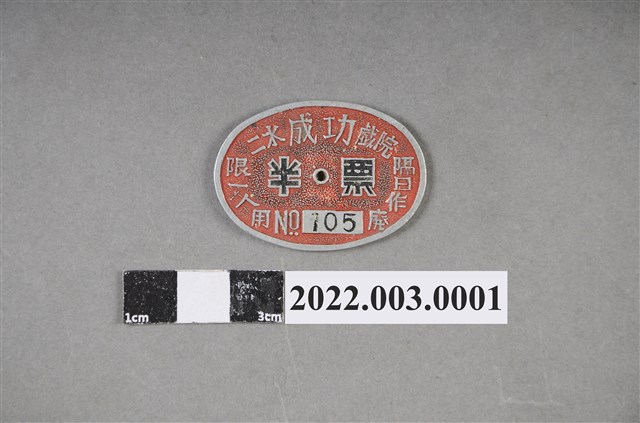 二水成功戲院
半票
限一人用
隔日作廢
No. 105
1cm 3cm
2022.003.0001